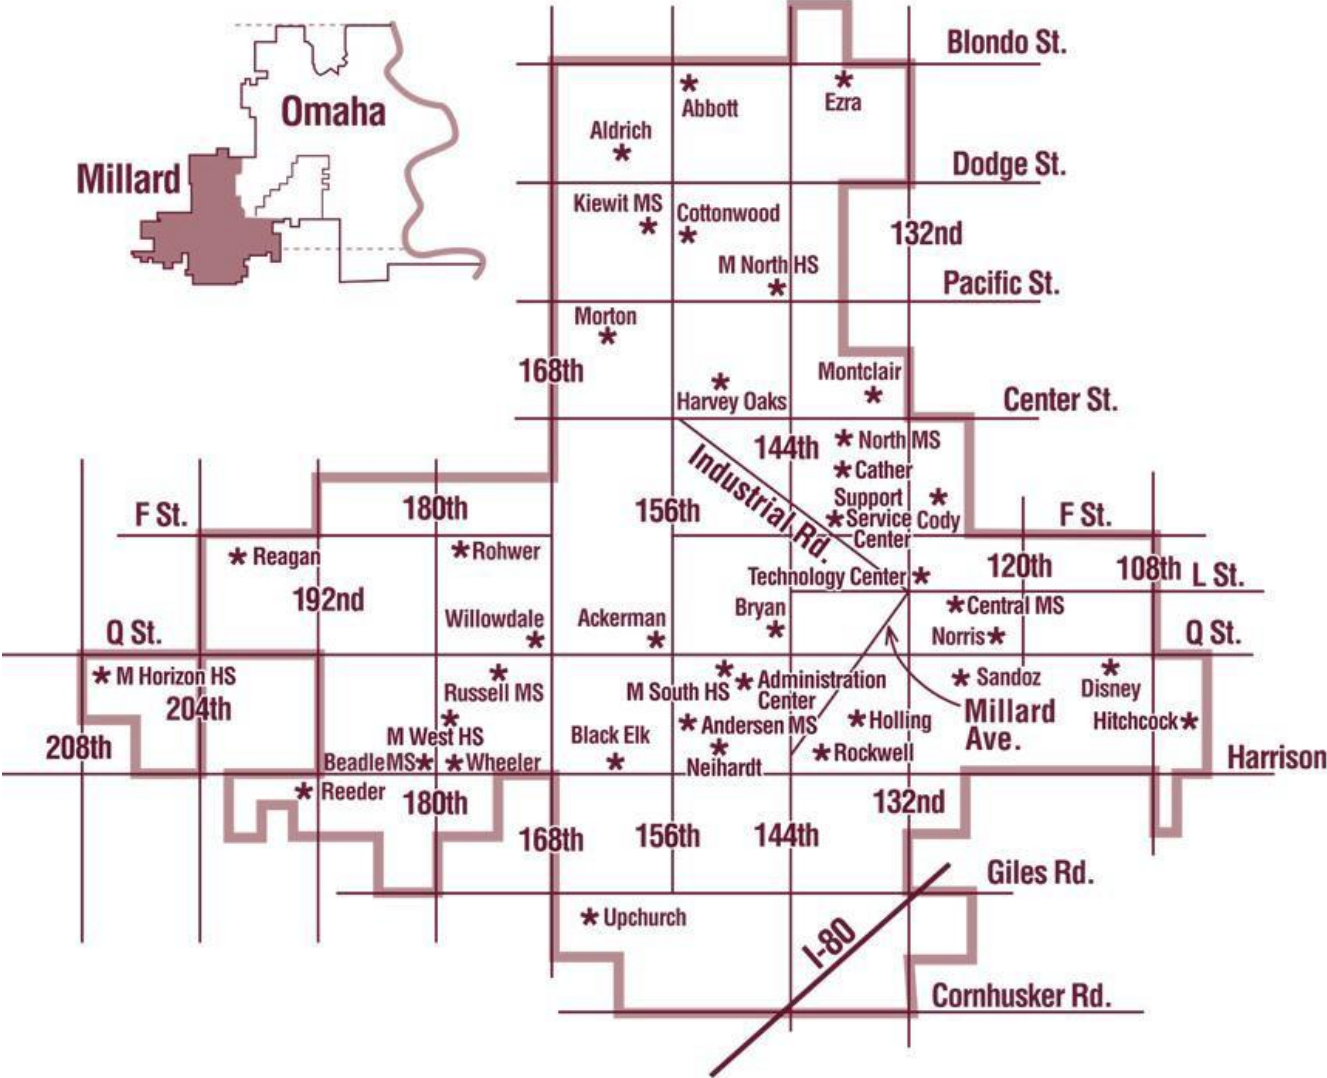 Blondo St.
Omaha
Abbott
Ezra
Aldrich
Millard
Dodge St.
Kiewit MS
Cottonwood
132nd
M North HS
Pacific St.
Morton
168th
Montclair
Harvey Oaks
Center St.
144th
North MS
Industrial Rd.
Cather
180th
156th
Support
Service
Center
Cody
F St.
F St.
Reagan
Rohwer
Technology Center
120th
108th
L St.
192nd
Willowdale
Ackerman
Bryan
Central MS
Norris
Q St.
Q St.
M Horizon HS
Russell MS
M South HS
Administration
Center
Sandoz
Disney
204th
Andersen MS
Holling
Millard
Ave.
Hitchcock
208th
M West HS
Black Elk
Beadle MS
Wheeler
Neihardt
Rockwell
Harrison
Reeder
180th
132nd
168th
156th
144th
Giles Rd.
Upchurch
I-80
Cornhusker Rd.